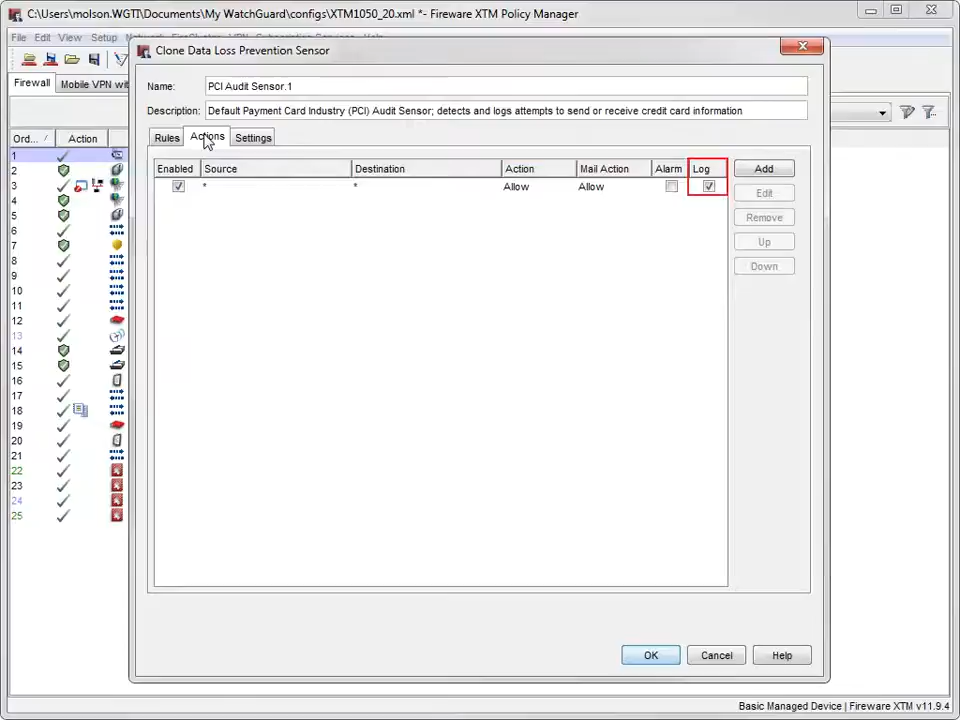 C:\Users\molson.WGTI\Documents\My WatchGuard\configs\XTM1050_20.xml *- Fireware XTM Policy Manager
File Edit View Setup Network FireCluster VPN Subscription Services Help
Clone Data Loss Prevention Sensor
Name: PCI Audit Sensor.1
Description: Default Payment Card Industry (PCI) Audit Sensor; detects and logs attempts to send or receive credit card information
Firewall Mobile VPN wit
Rules Actions Settings
Ord... / Action
Enabled Source Destination Action Mail Action Alarm Log
* * Allow Allow
Add
Edit
Remove
Up
Down
1
2
3
4
5
6
7
8
9
10
11
12
13
14
15
16
17
18
19
20
21
22
23
24
25
OK Cancel Help
Basic Managed Device | Fireware XTM v11.9.4